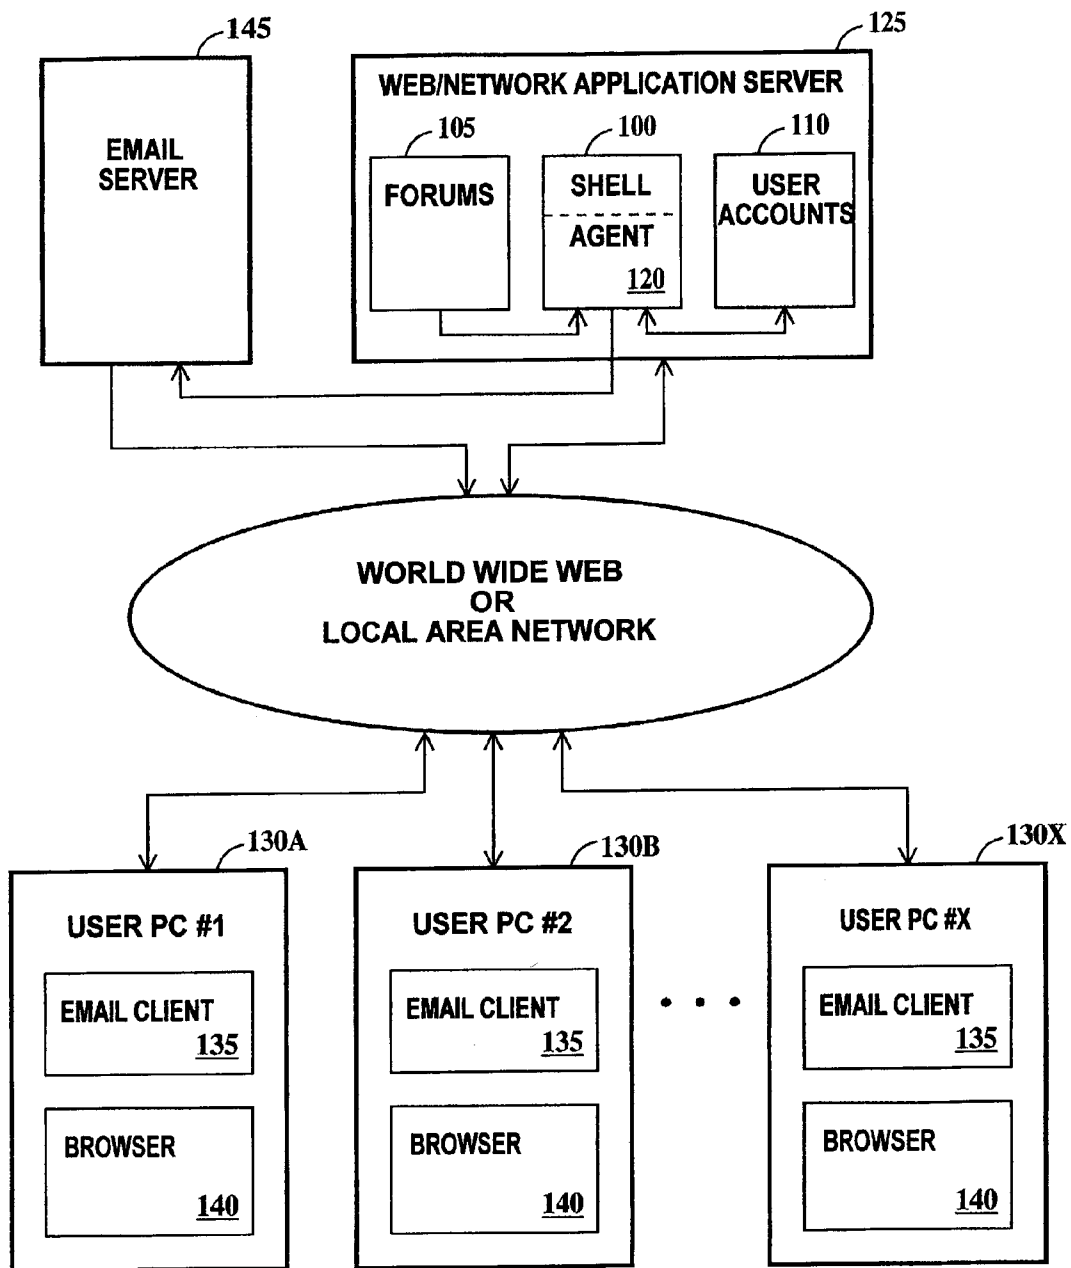 145
125
EMAIL
SERVER
WEB/NETWORK APPLICATION SERVER
105
100
110
FORUMS
SHELL
AGENT
120
USER
ACCOUNTS
WORLD WIDE WEB
OR
LOCAL AREA NETWORK
130A
130B
130X
USER PC #1
EMAIL CLIENT
135
BROWSER
140
USER PC #2
EMAIL CLIENT
135
BROWSER
140
USER PC #X
EMAIL CLIENT
135
BROWSER
140